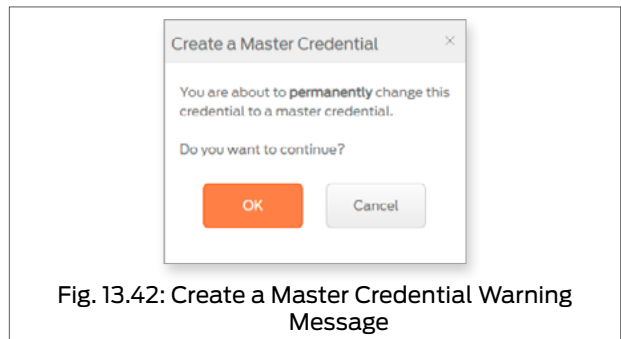 Create a Master Credential ×
You are about to permanently change this
credential to a master credential.
Do you want to continue?
OK Cancel
Fig. 13.42: Create a Master Credential Warning
Message